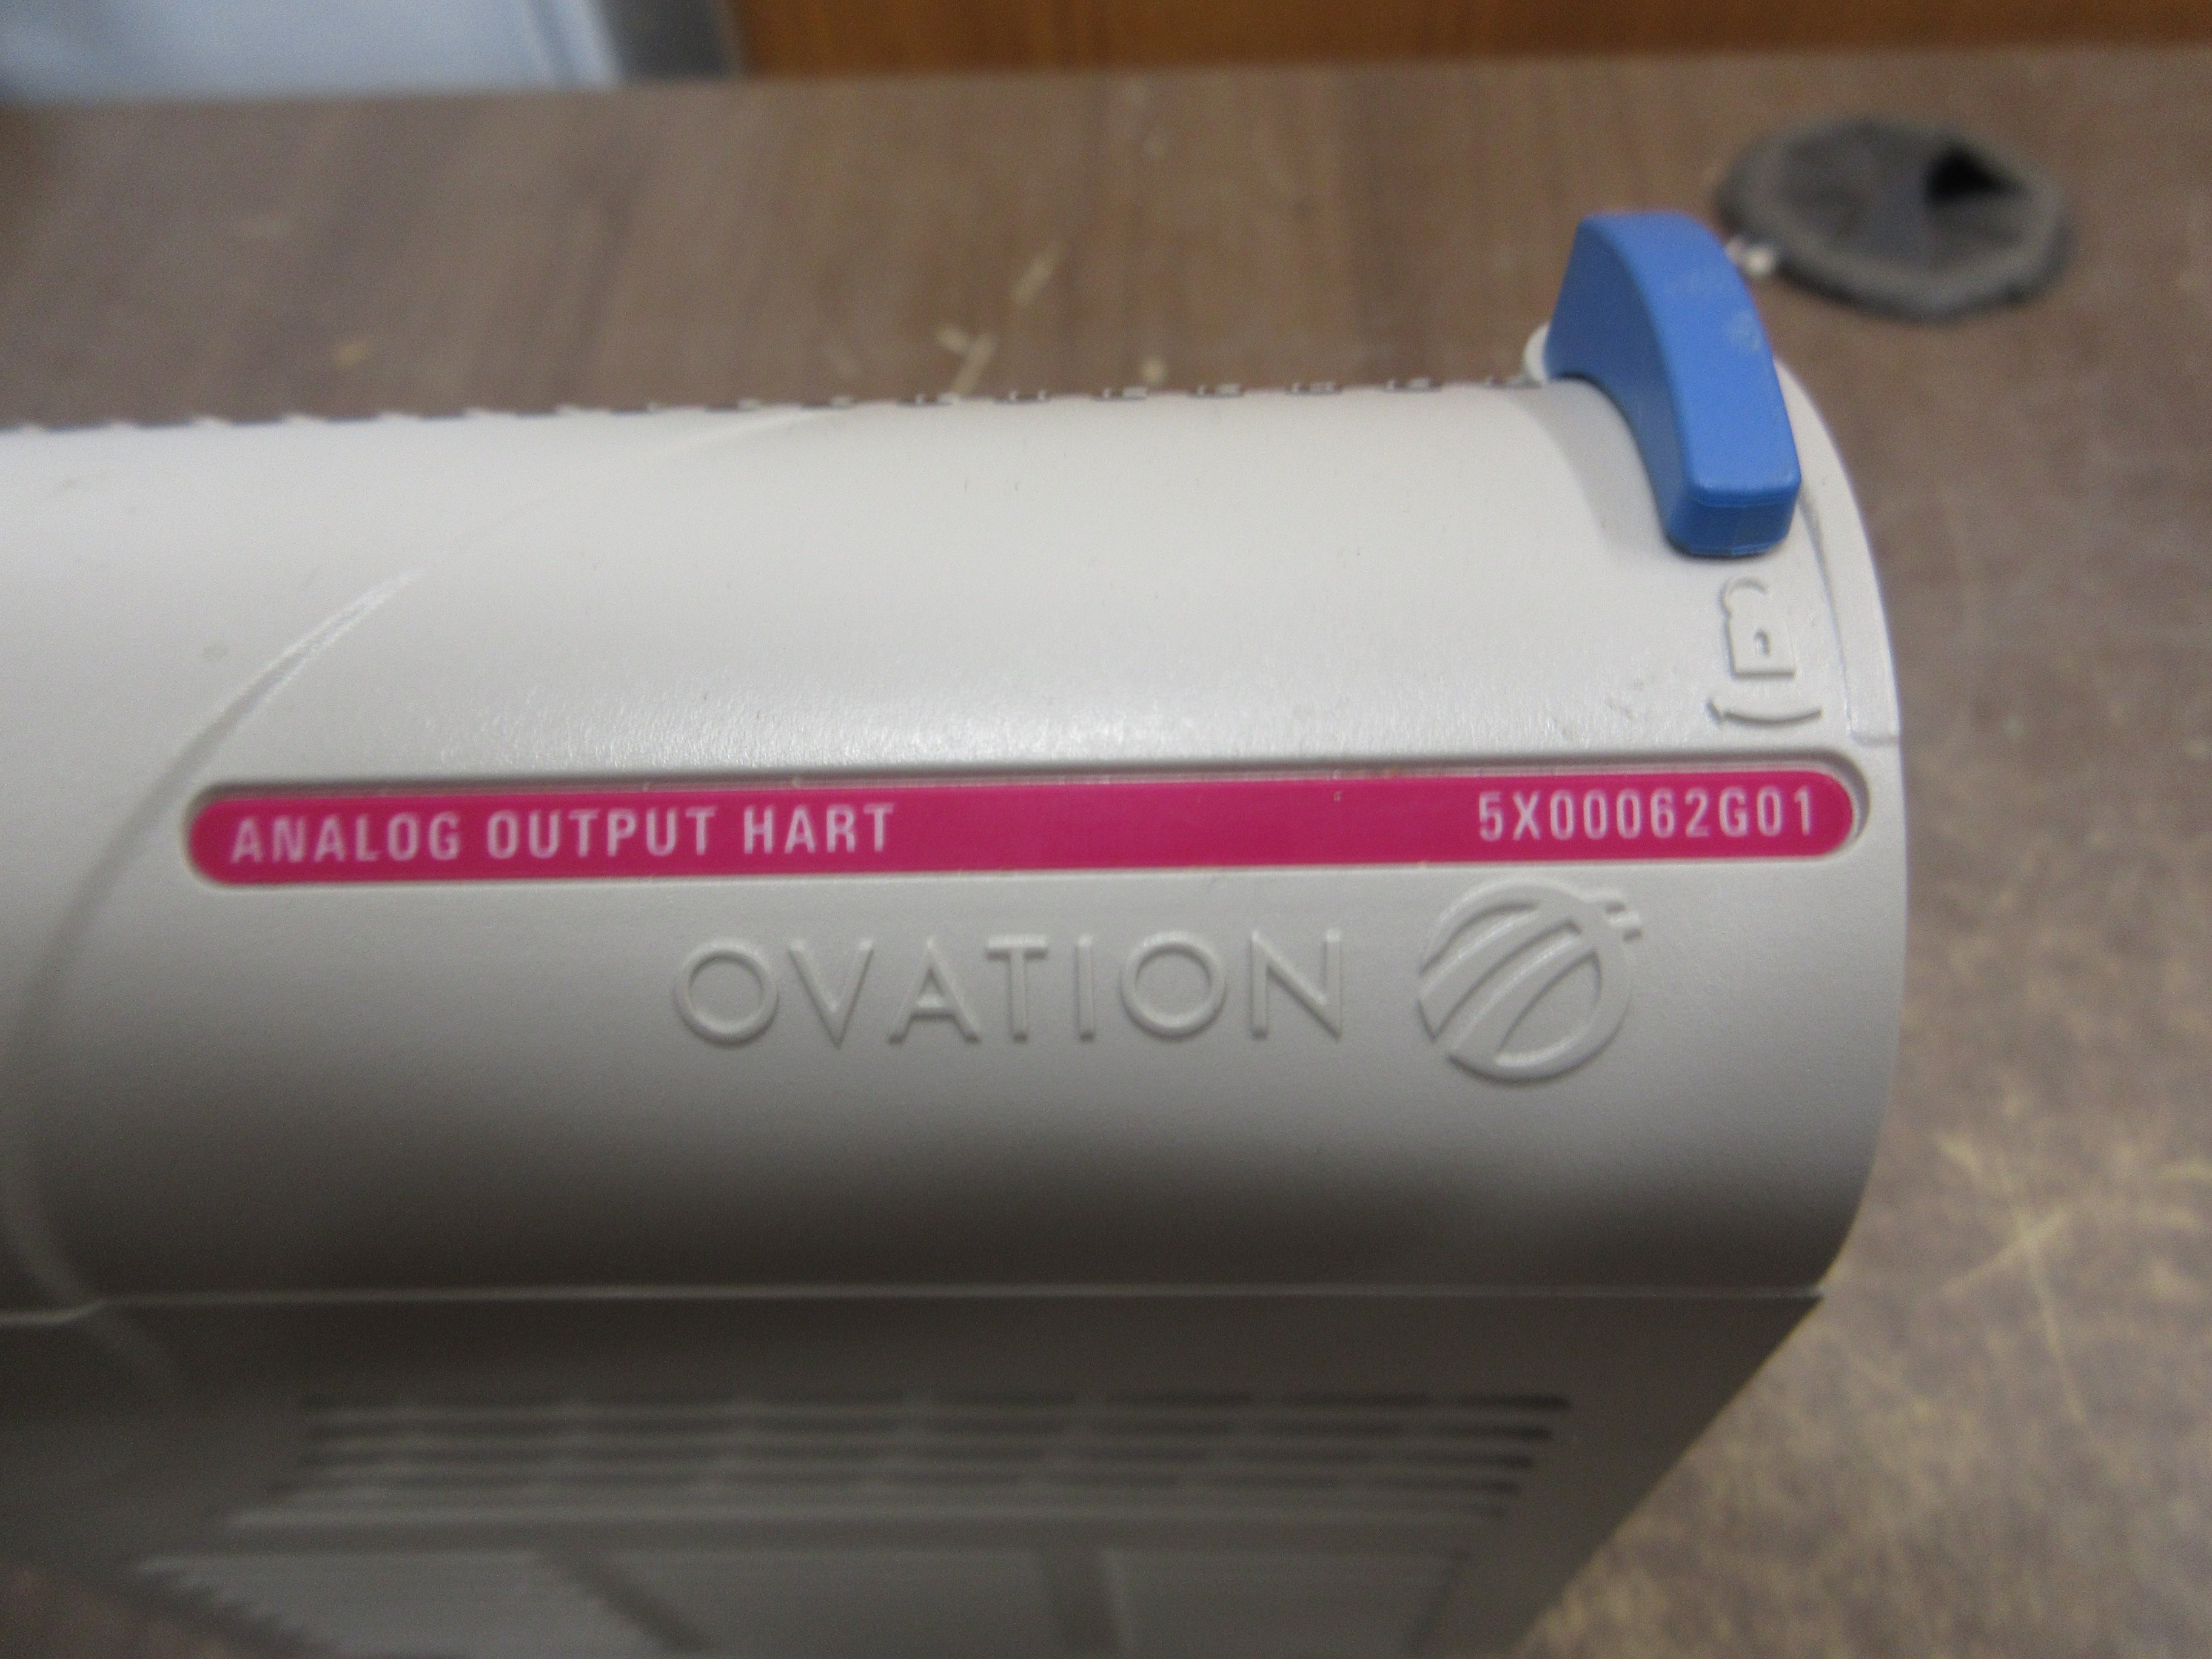 ANALOG OUTPUT HART 5X00062G01
OVATION